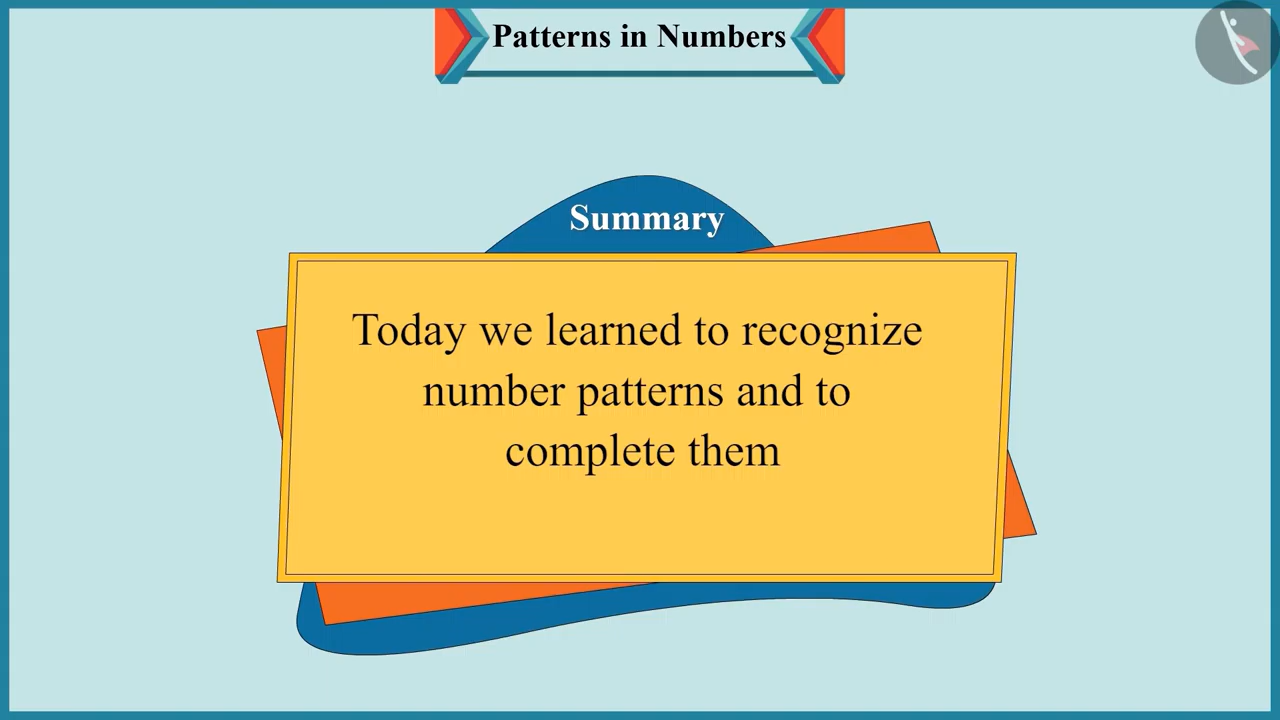 Patterns in Numbers
Summary
Today we learned to recognize
number patterns and to
complete them